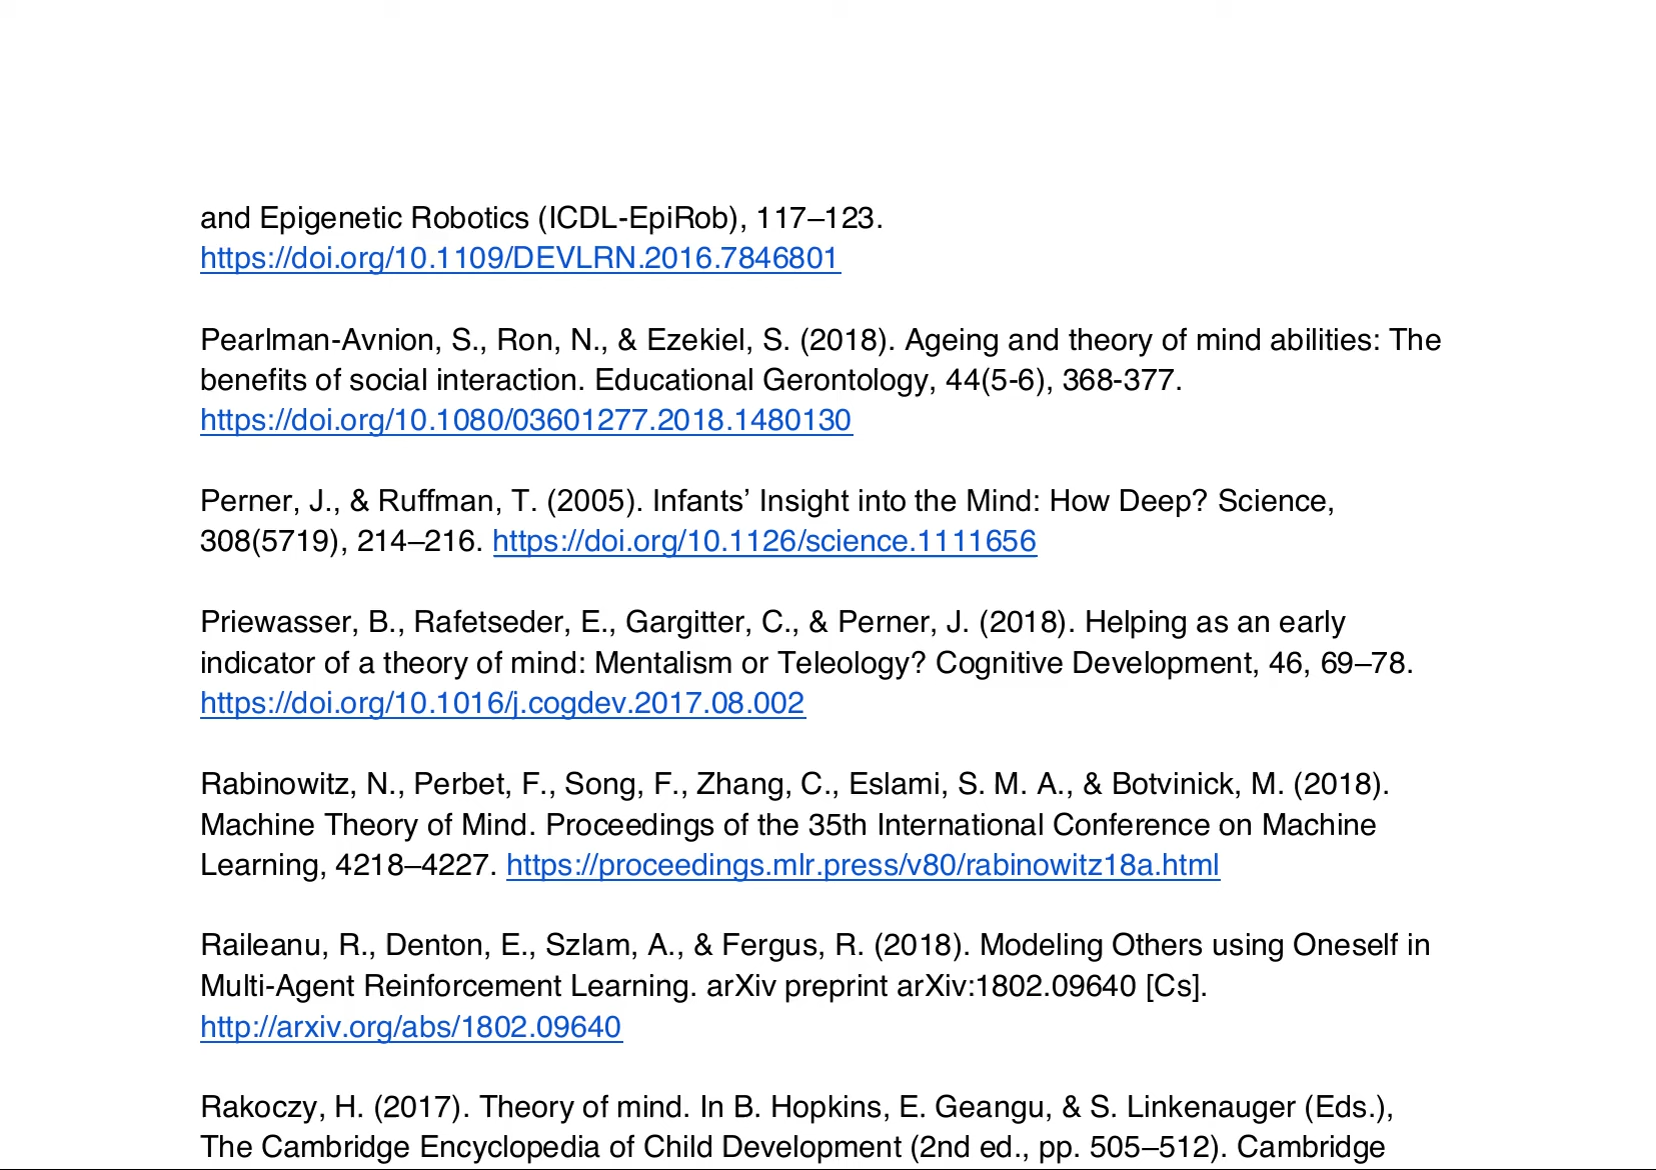 and Epigenetic Robotics (ICDL-EpiRob), 117–123.
https://doi.org/10.1109/DEVLRN.2016.7846801
Pearlman-Avnion, S., Ron, N., & Ezekiel, S. (2018). Ageing and theory of mind abilities: The
benefits of social interaction. Educational Gerontology, 44(5-6), 368-377.
https://doi.org/10.1080/03601277.2018.1480130
Perner, J., & Ruffman, T. (2005). Infants’ Insight into the Mind: How Deep? Science,
308(5719), 214–216. https://doi.org/10.1126/science.1111656
Priewasser, B., Rafetseder, E., Gargitter, C., & Perner, J. (2018). Helping as an early
indicator of a theory of mind: Mentalism or Teleology? Cognitive Development, 46, 69–78.
https://doi.org/10.1016/j.cogdev.2017.08.002
Rabinowitz, N., Perbet, F., Song, F., Zhang, C., Eslami, S. M. A., & Botvinick, M. (2018).
Machine Theory of Mind. Proceedings of the 35th International Conference on Machine
Learning, 4218–4227. https://proceedings.mlr.press/v80/rabinowitz18a.html
Raileanu, R., Denton, E., Szlam, A., & Fergus, R. (2018). Modeling Others using Oneself in
Multi-Agent Reinforcement Learning. arXiv preprint arXiv:1802.09640 [Cs].
http://arxiv.org/abs/1802.09640
Rakoczy, H. (2017). Theory of mind. In B. Hopkins, E. Geangu, & S. Linkenauger (Eds.),
The Cambridge Encyclopedia of Child Development (2nd ed., pp. 505–512). Cambridge